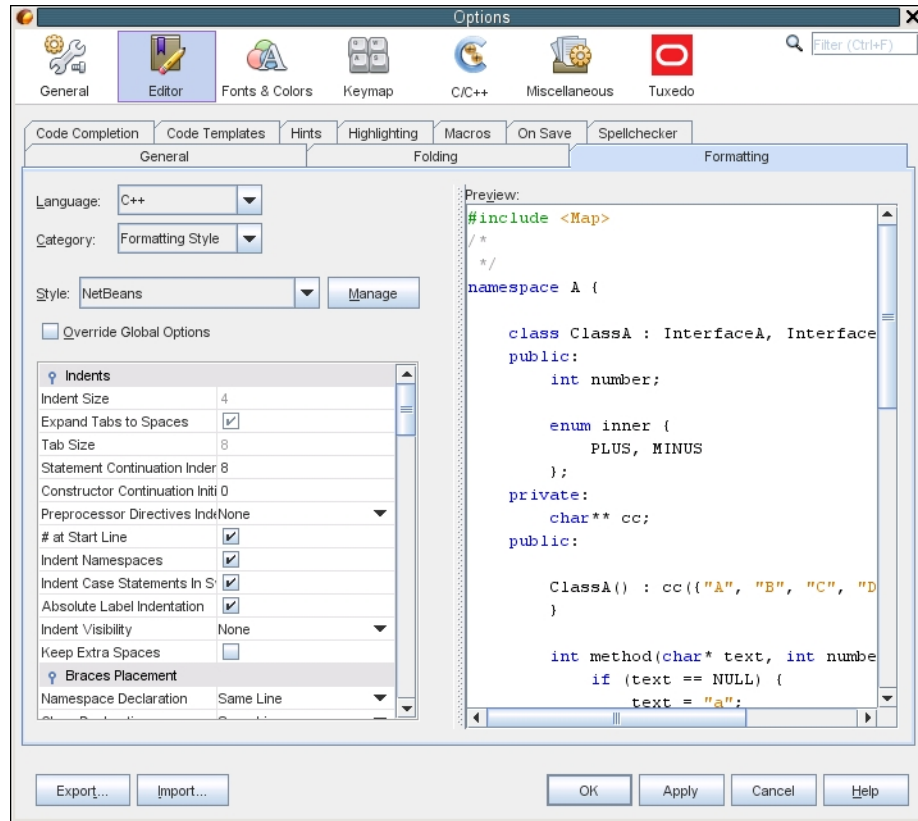 Options
General Editor Fonts & Colors Keymap C/C++ Miscellaneous Tuxedo Filter (Ctrl+F)
Code Completion Code Templates Hints Highlighting Macros On Save Spellchecker
General Folding Formatting
Language: C++
Category: Formatting Style
Style: NetBeans Manage
Override Global Options
Indents
Indent Size 4
Expand Tabs to Spaces
Tab Size 8
Statement Continuation Inden 8
Constructor Continuation Initi 0
Preprocessor Directives Inde None
# at Start Line
Indent Namespaces
Indent Case Statements In S
Absolute Label Indentation
Indent Visibility None
Keep Extra Spaces
Braces Placement
Namespace Declaration Same Line
Preview:
#include <Map>
/*
*/
namespace A {
class ClassA : InterfaceA, Interface
public:
int number;
enum inner {
PLUS, MINUS
};
private:
char** cc;
public:
ClassA() : cc({"A", "B", "C", "D
}
int method(char* text, int numbe
if (text == NULL) {
text = "a";
Export... Import... OK Apply Cancel Help